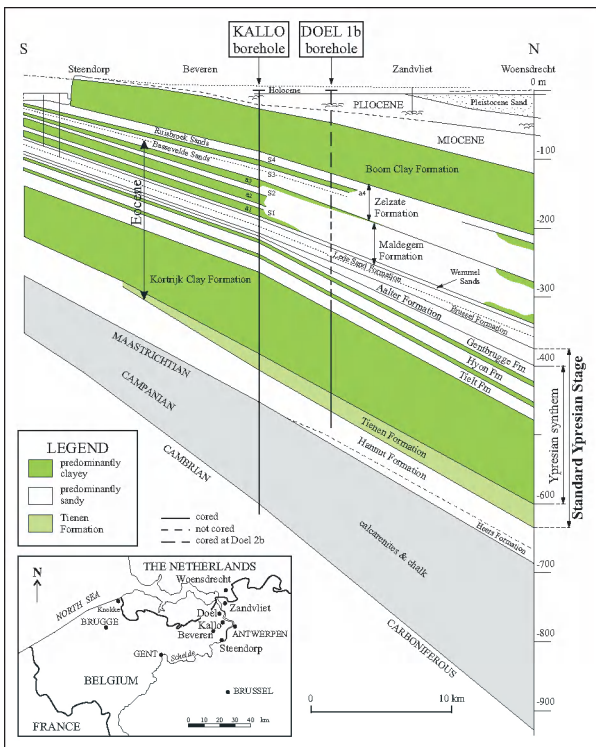 KALLO
borehole
DOEL 1b
borehole
S
N
Steendorp
Beveren
Zandvliet
Woensdrecht
0 m
Holocene
PLIOCENE
Pleistocene Sand
MIOCENE
-100
Boom Clay Formation
Ruisbroek Sands
Bassevelde Sands
S4
S3
a3
S2
a2
a1
S1
a4
Zelzate
Formation
-200
Maldegem
Formation
Eocene
Lede Sand Formation
Wemmel
Sands
Kortrijk Clay Formation
Aalter Formation
Brussel Formation
-300
Gentbrugge Fm
Hyon Fm
Tielt Fm
-400
MAASTRICHTIAN
CAMPANIAN
CAMBRIAN
Tienen Formation
Hannut Formation
-500
Ypresian synthem
Standard Ypresian Stage
-600
Heers Formation
calcarenites & chalk
-700
CARBONIFEROUS
-800
-900
LEGEND
predominantly
clayey
predominantly
sandy
Tienen
Formation
cored
not cored
cored at Doel 2b
0
10 km
N
THE NETHERLANDS
Woensdrecht
NORTH SEA
Knokke
Zandvliet
Doel
BRUGGE
Kallo
Beveren
ANTWERPEN
Steendorp
GENT
Schelde
BELGIUM
BRUSSEL
FRANCE
0 10 20 30 40 km